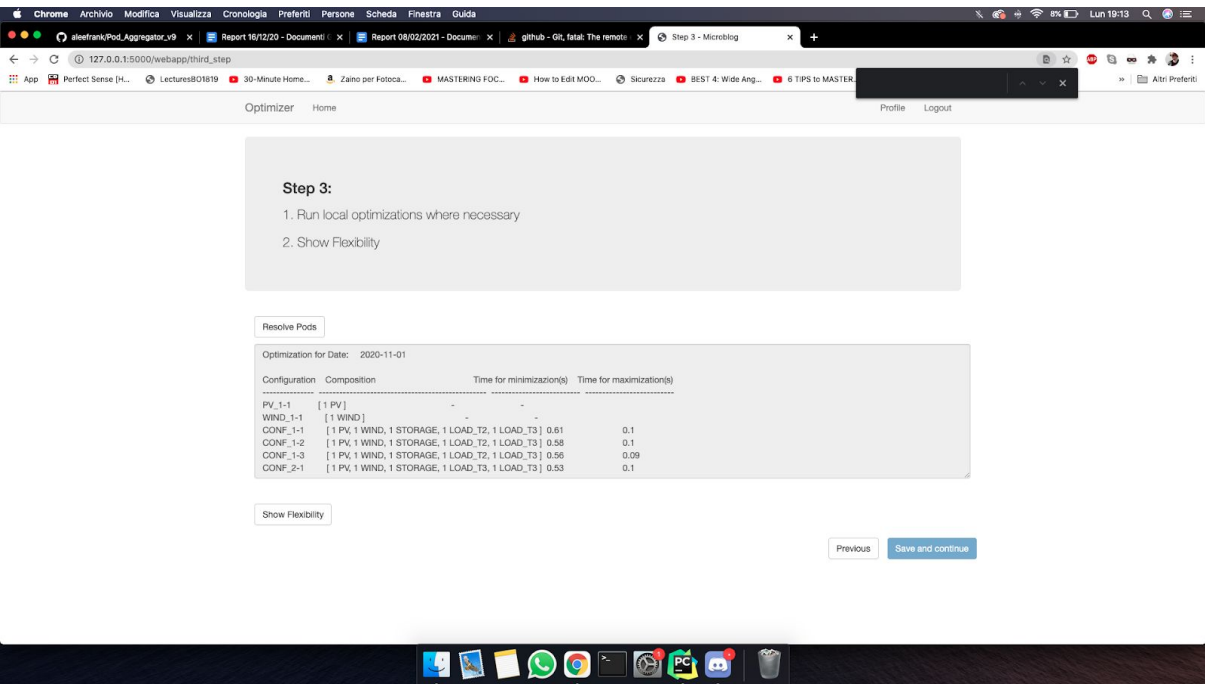 Chrome Archivio Modifica Visualizza Cronologia Preferiti Persone Scheda Finestra Guida 8% Lun 19:13
aleefrank/Pod_Aggregator_v9 Report 16/12/20 - Documenti Report 08/02/2021 - Documen github - Git, fatal: The remote Step 3 - Microblog
127.0.0.1:5000/webapp/third_step ABP
App Perfect Sense [H... LecturesBO1819 30-Minute Home... Zaino per Fotoca... MASTERING FOC... How to Edit MOO... Sicurezza BEST 4: Wide Ang... 6 TIPS to MASTER... » Altri Preferiti
Optimizer Home Profile Logout
Step 3:
1. Run local optimizations where necessary
2. Show Flexibility
Resolve Pods
Optimization for Date: 2020-11-01
Configuration Composition Time for minimizazion(s) Time for maximization(s)
PV_1-1 [ 1 PV ] - -
WIND_1-1 [ 1 WIND ] - -
CONF_1-1 [ 1 PV, 1 WIND, 1 STORAGE, 1 LOAD_T2, 1 LOAD_T3 ] 0.61 0.1
CONF_1-2 [ 1 PV, 1 WIND, 1 STORAGE, 1 LOAD_T2, 1 LOAD_T3 ] 0.58 0.1
CONF_1-3 [ 1 PV, 1 WIND, 1 STORAGE, 1 LOAD_T2, 1 LOAD_T3 ] 0.56 0.09
CONF_2-1 [ 1 PV, 1 WIND, 1 STORAGE, 1 LOAD_T3, 1 LOAD_T3 ] 0.53 0.1
Show Flexibility
Previous Save and continue
PC